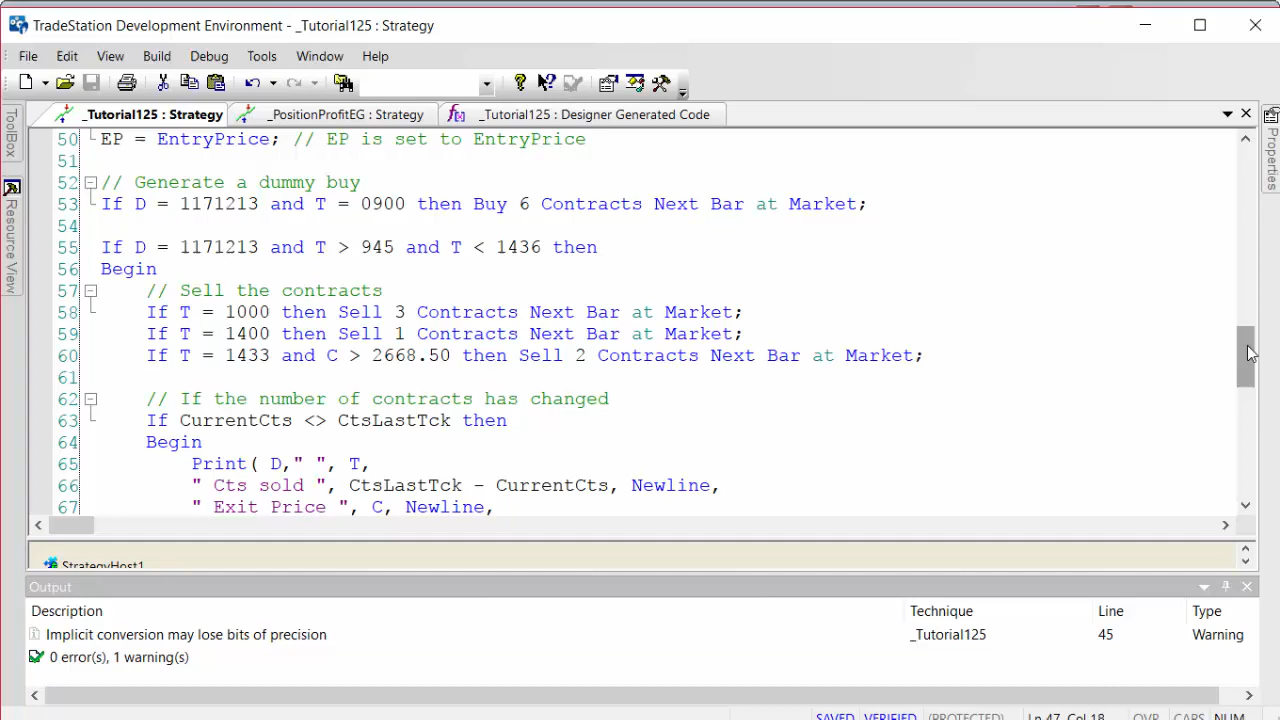 TradeStation Development Environment - _Tutorial125 : Strategy
File Edit View Build Debug Tools Window Help
_Tutorial125 : Strategy _PositionProfitEG : Strategy _Tutorial125 : Designer Generated Code
ToolBox
Resource View
Properties
50 EP = EntryPrice; // EP is set to EntryPrice
51
52 // Generate a dummy buy
53 If D = 1171213 and T = 0900 then Buy 6 Contracts Next Bar at Market;
54
55 If D = 1171213 and T > 945 and T < 1436 then
56 Begin
57 // Sell the contracts
58 If T = 1000 then Sell 3 Contracts Next Bar at Market;
59 If T = 1400 then Sell 1 Contracts Next Bar at Market;
60 If T = 1433 and C > 2668.50 then Sell 2 Contracts Next Bar at Market;
61
62 // If the number of contracts has changed
63 If CurrentCts <> CtsLastTck then
64 Begin
65 Print( D," ", T,
66 " Cts sold ", CtsLastTck - CurrentCts, Newline,
67 " Exit Price ", C, Newline,
StrategyHost1
Output
Description Technique Line Type
Implicit conversion may lose bits of precision _Tutorial125 45 Warning
0 error(s), 1 warning(s)
SAVED VERIFIED (PROTECTED) Ln 47, Col 18 OVR CAPS NUM